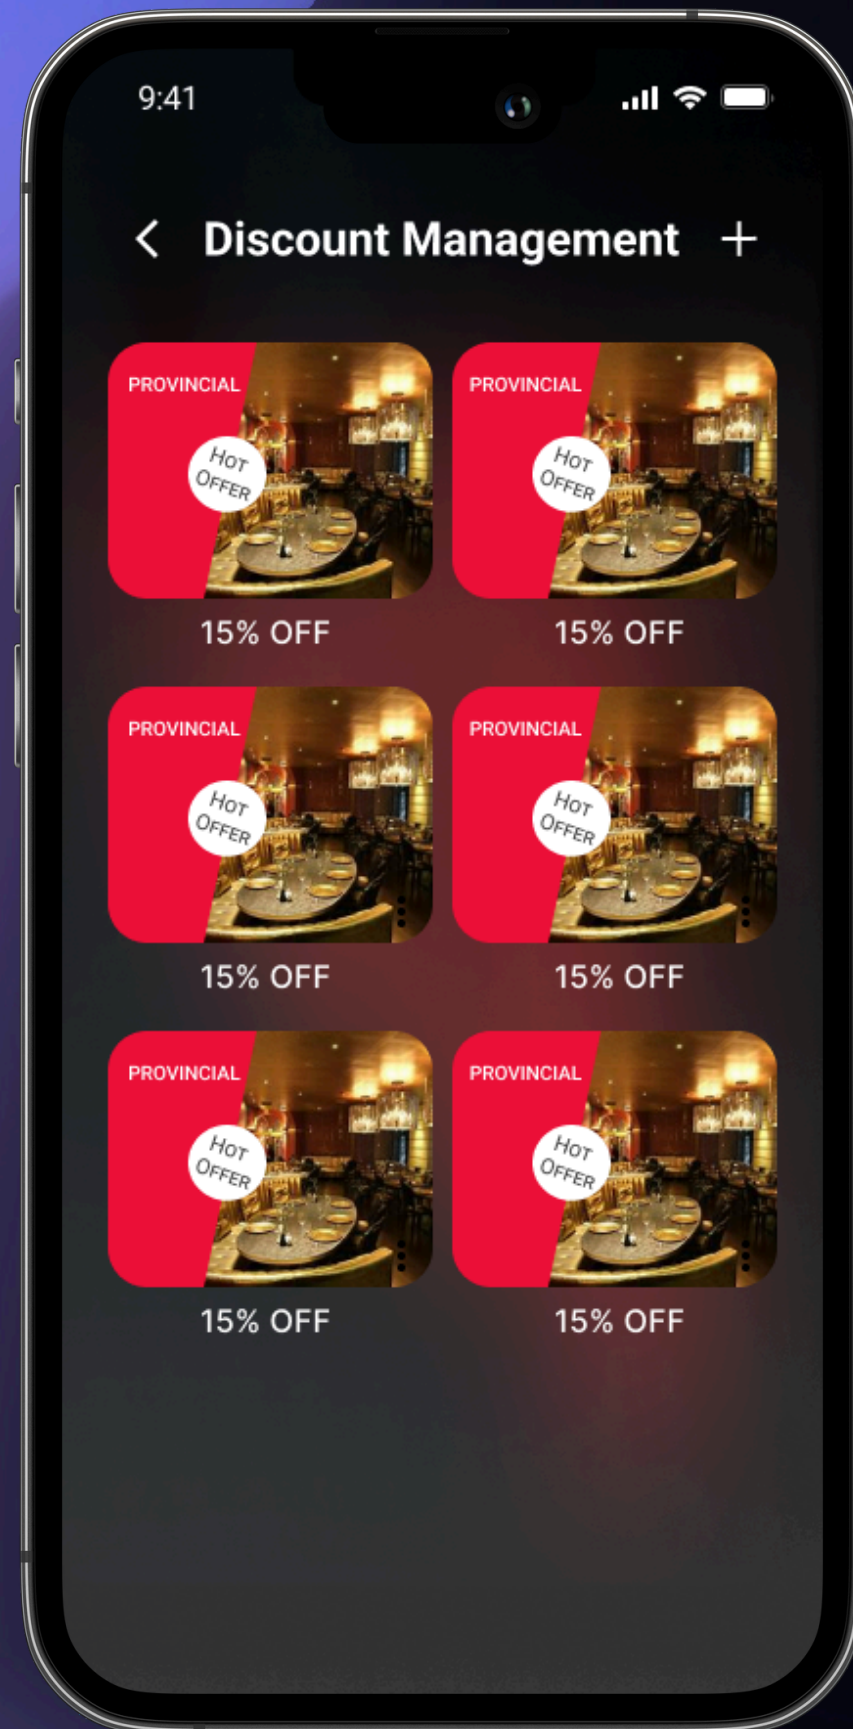 9:41
Discount Management
PROVINCIAL
HOT
OFFER
15% OFF
PROVINCIAL
HOT
OFFER
15% OFF
PROVINCIAL
HOT
OFFER
15% OFF
PROVINCIAL
HOT
OFFER
15% OFF
PROVINCIAL
HOT
OFFER
15% OFF
PROVINCIAL
HOT
OFFER
15% OFF